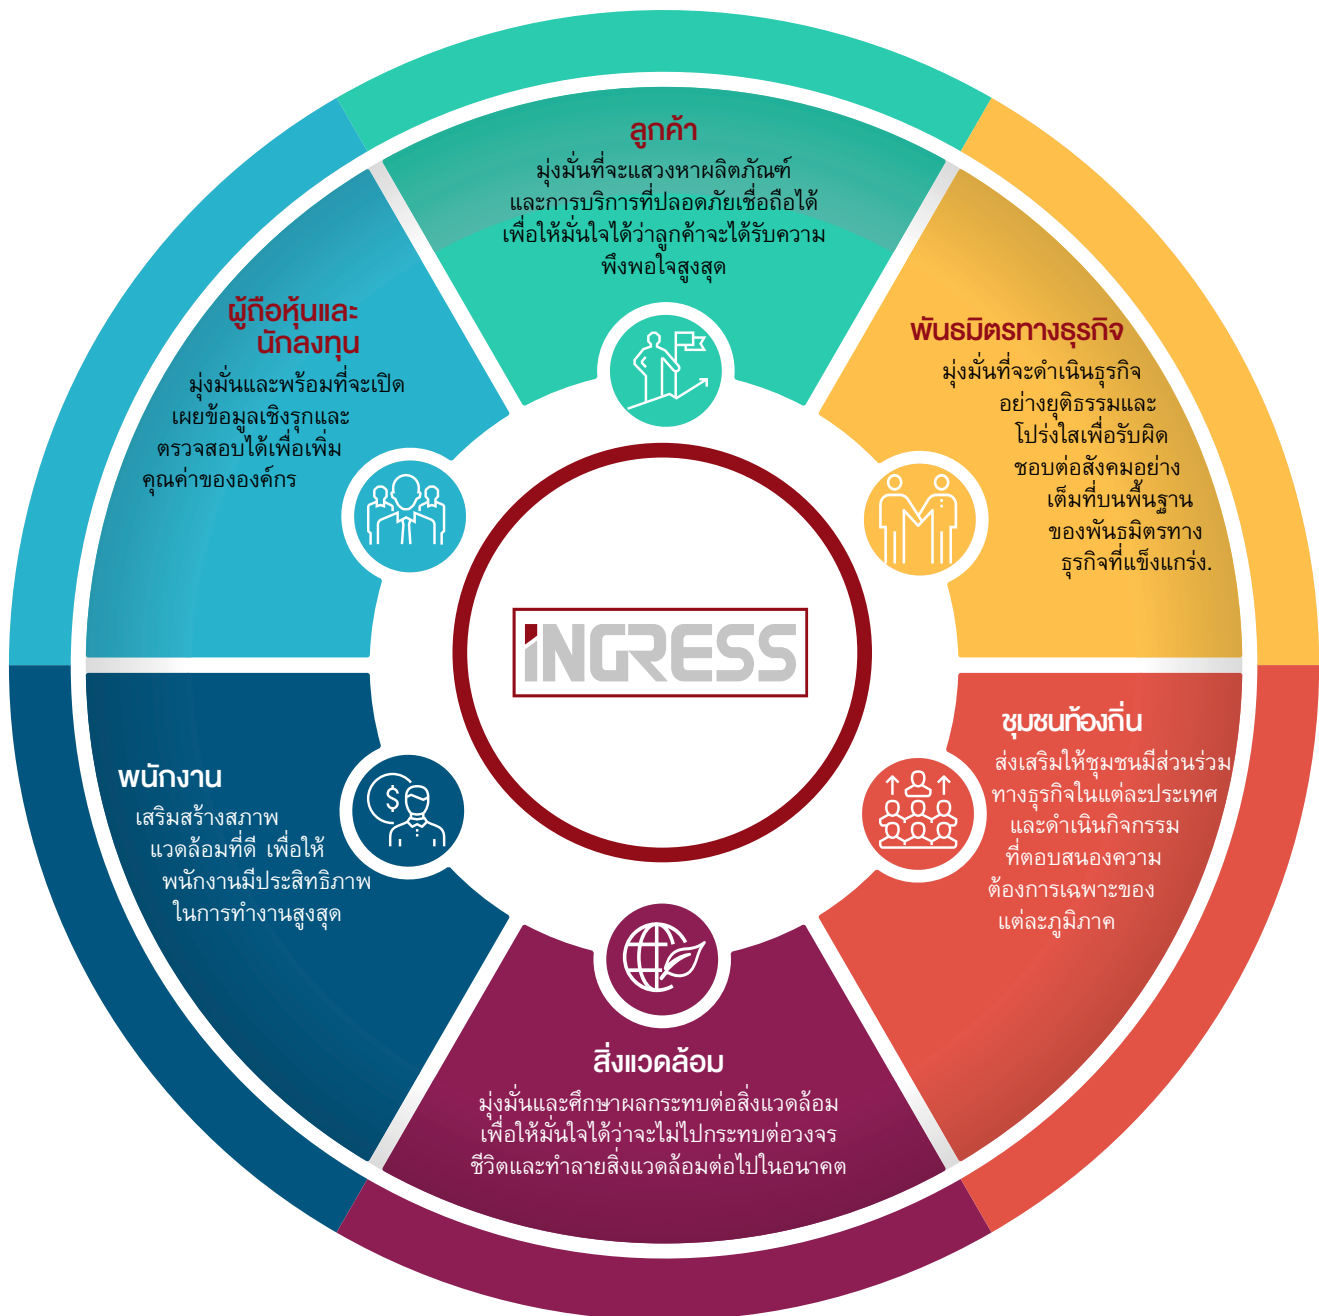 ลูกค้า
มุ่งมั่นที่จะแสวงหาผลิตภัณฑ์
และการบริการที่ปลอดภัยเชื่อถือได้
เพื่อให้มั่นใจได้ว่าลูกค้าจะได้รับความ
พึงพอใจสูงสุด
พันธมิตรทางธุรกิจ
มุ่งมั่นที่จะดำเนินธุรกิจ
อย่างยุติธรรมและ
โปร่งใสเพื่อรับผิด
ชอบต่อสังคมอย่าง
เต็มที่บนพื้นฐาน
ของพันธมิตรทาง
ธุรกิจที่แข็งแกร่ง.
ชุมชนท้องถิ่น
ส่งเสริมให้ชุมชนมีส่วนร่วม
ทางธุรกิจในแต่ละประเทศ
และดำเนินกิจกรรม
ที่ตอบสนองความ
ต้องการเฉพาะของ
แต่ละภูมิภาค
สิ่งแวดล้อม
มุ่งมั่นและศึกษาผลกระทบต่อสิ่งแวดล้อม
เพื่อให้มั่นใจได้ว่าจะไม่ไปกระทบต่อวงจร
ชีวิตและทำลายสิ่งแวดล้อมต่อไปในอนาคต
พนักงาน
เสริมสร้างสภาพ
แวดล้อมที่ดี เพื่อให้
พนักงานมีประสิทธิภาพ
ในการทำงานสูงสุด
$
ผู้ถือหุ้นและ
นักลงทุน
มุ่งมั่นและพร้อมที่จะเปิด
เผยข้อมูลเชิงรุกและ
ตรวจสอบได้เพื่อเพิ่ม
คุณค่าขององค์กร
iNGRESS